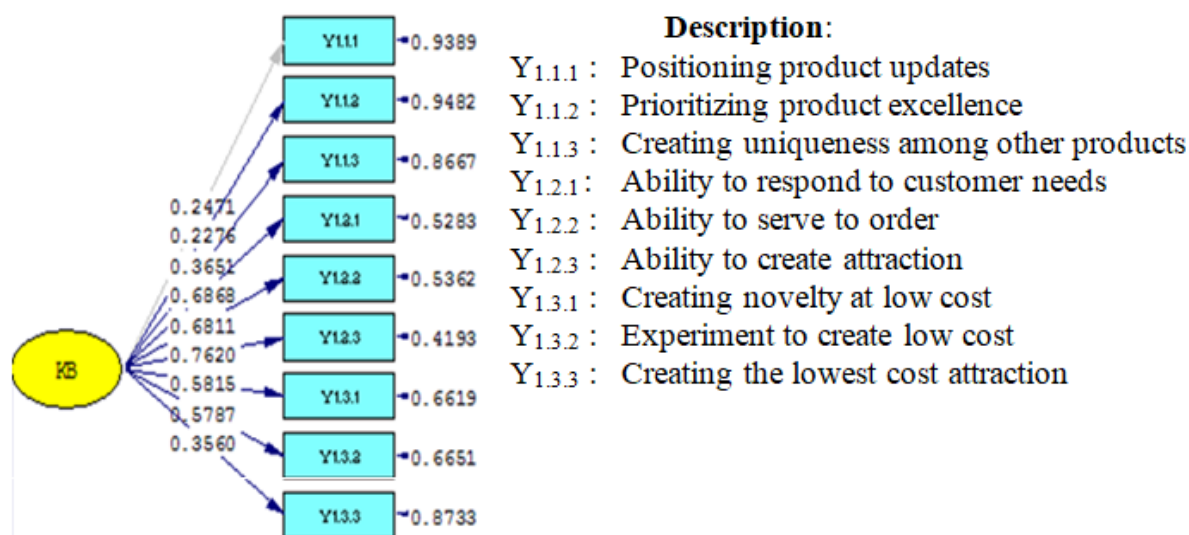 Y1.1.1
0.9389
Y1.1.2
0.9482
Y1.1.3
0.8667
Y1.2.1
0.5283
Y1.2.2
0.5362
Y1.2.3
0.4193
Y1.3.1
0.6619
Y1.3.2
0.6651
Y1.3.3
0.8733
0.2471
0.2276
0.3651
0.6868
0.6811
0.7620
0.5815
0.5787
0.3560
KB
Description:
Y1.1.1 : Positioning product updates
Y1.1.2 : Prioritizing product excellence
Y1.1.3 : Creating uniqueness among other products
Y1.2.1 : Ability to respond to customer needs
Y1.2.2 : Ability to serve to order
Y1.2.3 : Ability to create attraction
Y1.3.1 : Creating novelty at low cost
Y1.3.2 : Experiment to create low cost
Y1.3.3 : Creating the lowest cost attraction